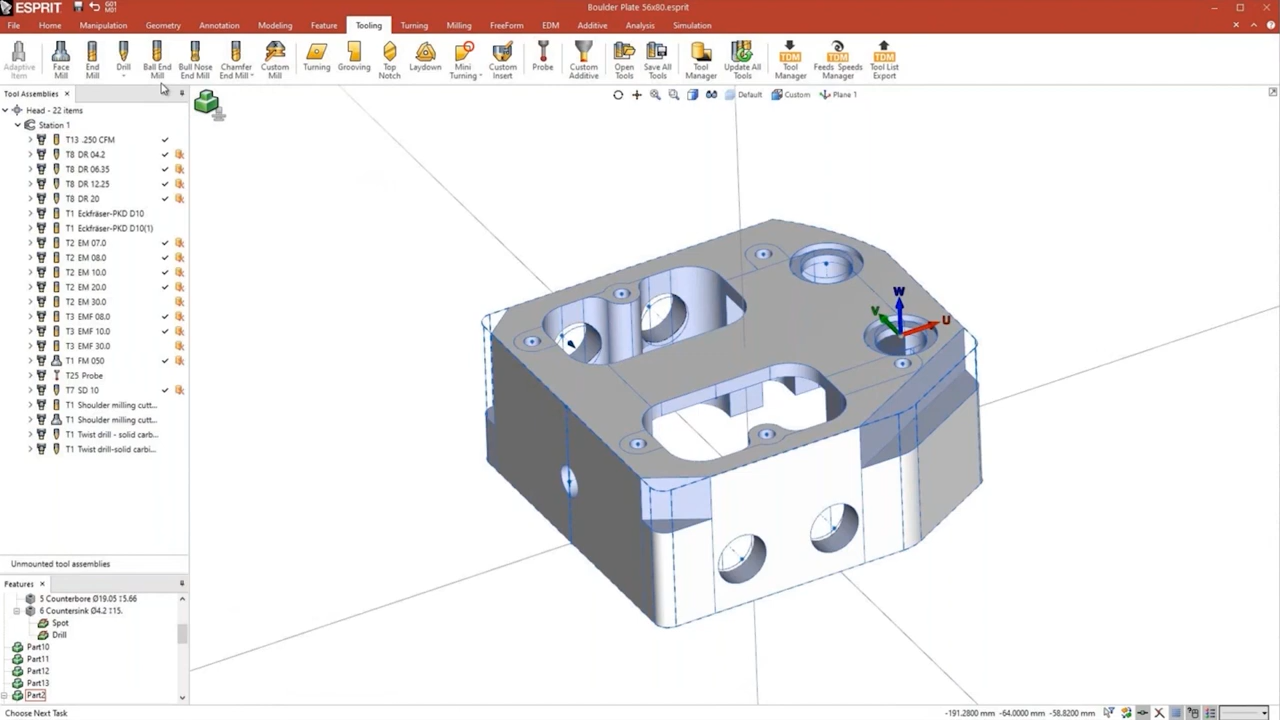 ESPRIT
G01
M01
Boulder Plate 56x80.esprit
File Home Manipulation Geometry Annotation Modeling Feature Tooling Turning Milling FreeForm EDM Additive Analysis Simulation
Adaptive Item
Face Mill
End Mill
Drill
Ball End Mill
Bull Nose End Mill
Chamfer End Mill
Custom Mill
Turning
Grooving
Top Notch
Laydown
Mini Turning
Custom Insert
Probe
Custom Additive
Open Tools
Save All Tools
Tool Manager
Update All Tools
TDM
Tool Manager
Feeds Speeds Manager
TDM
Tool List Export
Tool Assemblies
Default Custom Plane 1
Head - 22 items
Station 1
T13 .250 CFM
T8 DR 04.2
T8 DR 06.35
T8 DR 12.25
T8 DR 20
T1 Eckfräser-PKD D10
T1 Eckfräser-PKD D10(1)
T2 EM 07.0
T2 EM 08.0
T2 EM 10.0
T2 EM 20.0
T2 EM 30.0
T3 EMF 08.0
T3 EMF 10.0
T3 EMF 30.0
T1 FM 050
T25 Probe
T7 SD 10
T1 Shoulder milling cutt...
T1 Shoulder milling cutt...
T1 Twist drill - solid carb...
T1 Twist drill-solid carbi...
W
V
U
Unmounted tool assemblies
Features
5 Counterbore Ø19.05 ↧5.66
6 Countersink Ø4.2 ↧15.
Spot
Drill
Part10
Part11
Part12
Part13
Part2
Choose Next Task
-191.2800 mm -64.0000 mm -58.8200 mm